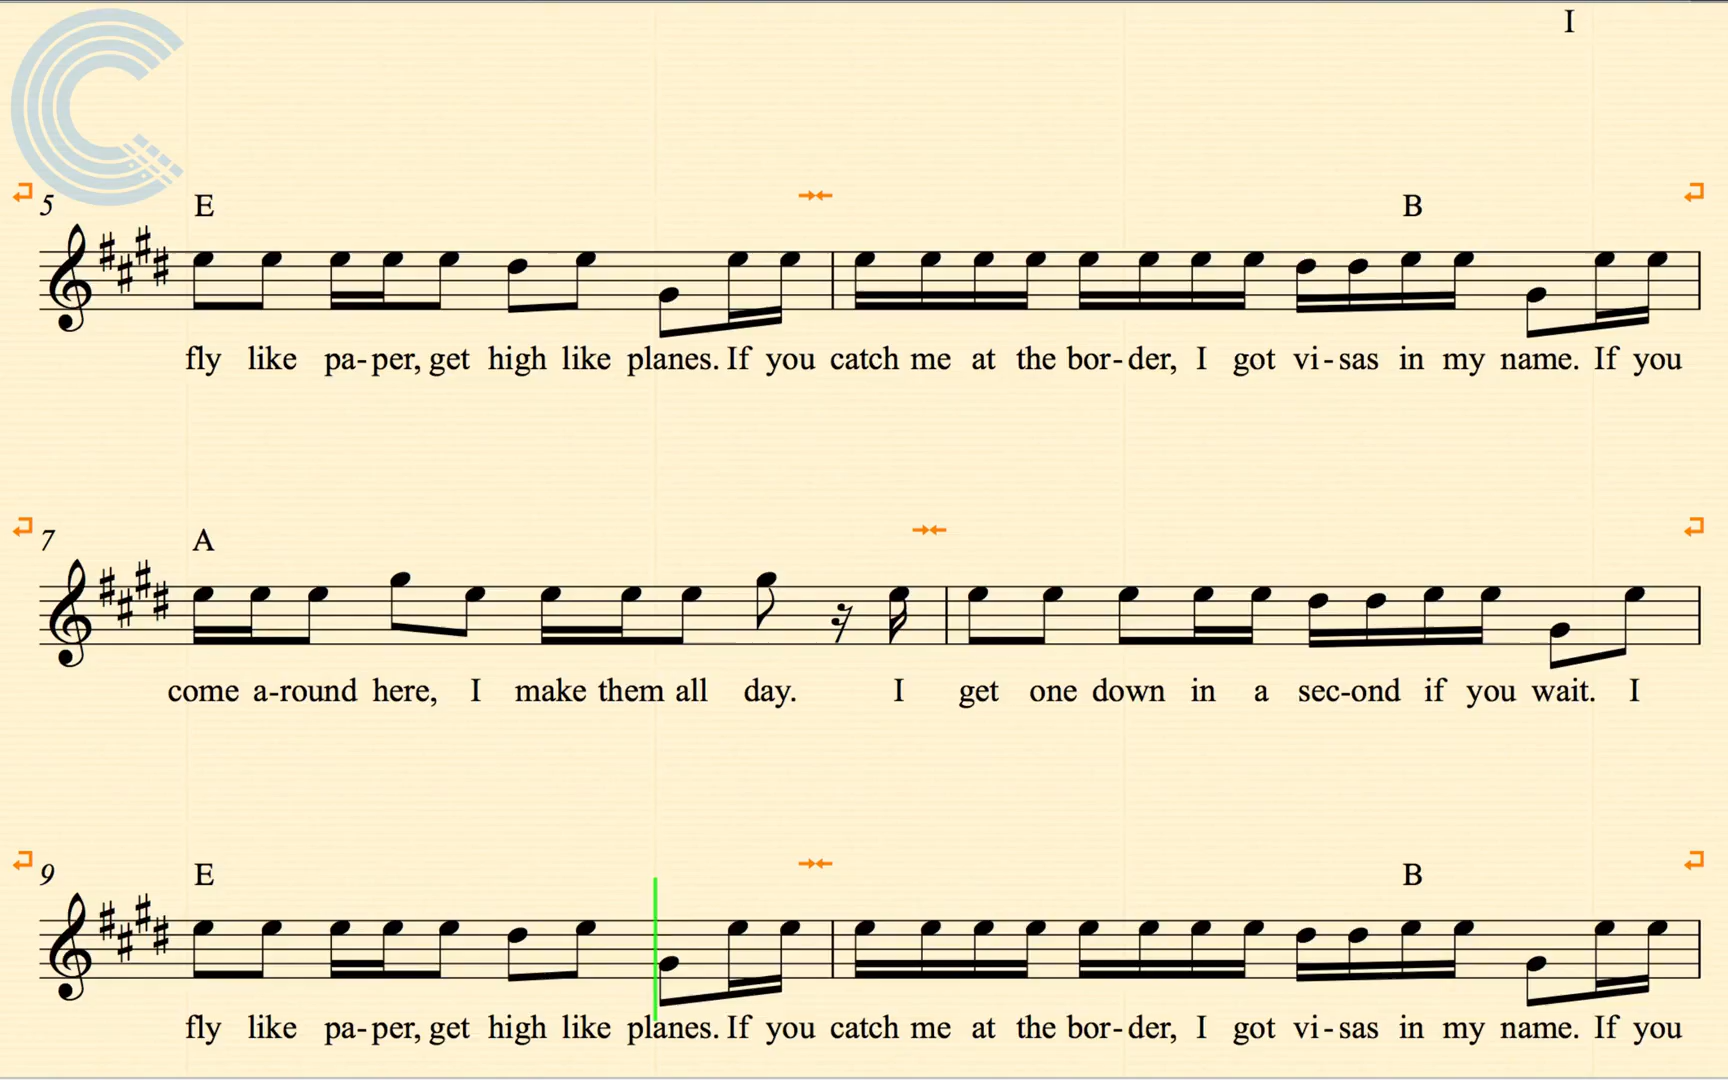 I
5 E B
fly like pa-per, get high like planes. If you catch me at the bor-der, I got vi-sas in my name. If you
7 A
come a-round here, I make them all day. I get one down in a sec-ond if you wait. I
9 E B
fly like pa-per, get high like planes. If you catch me at the bor-der, I got vi-sas in my name. If you